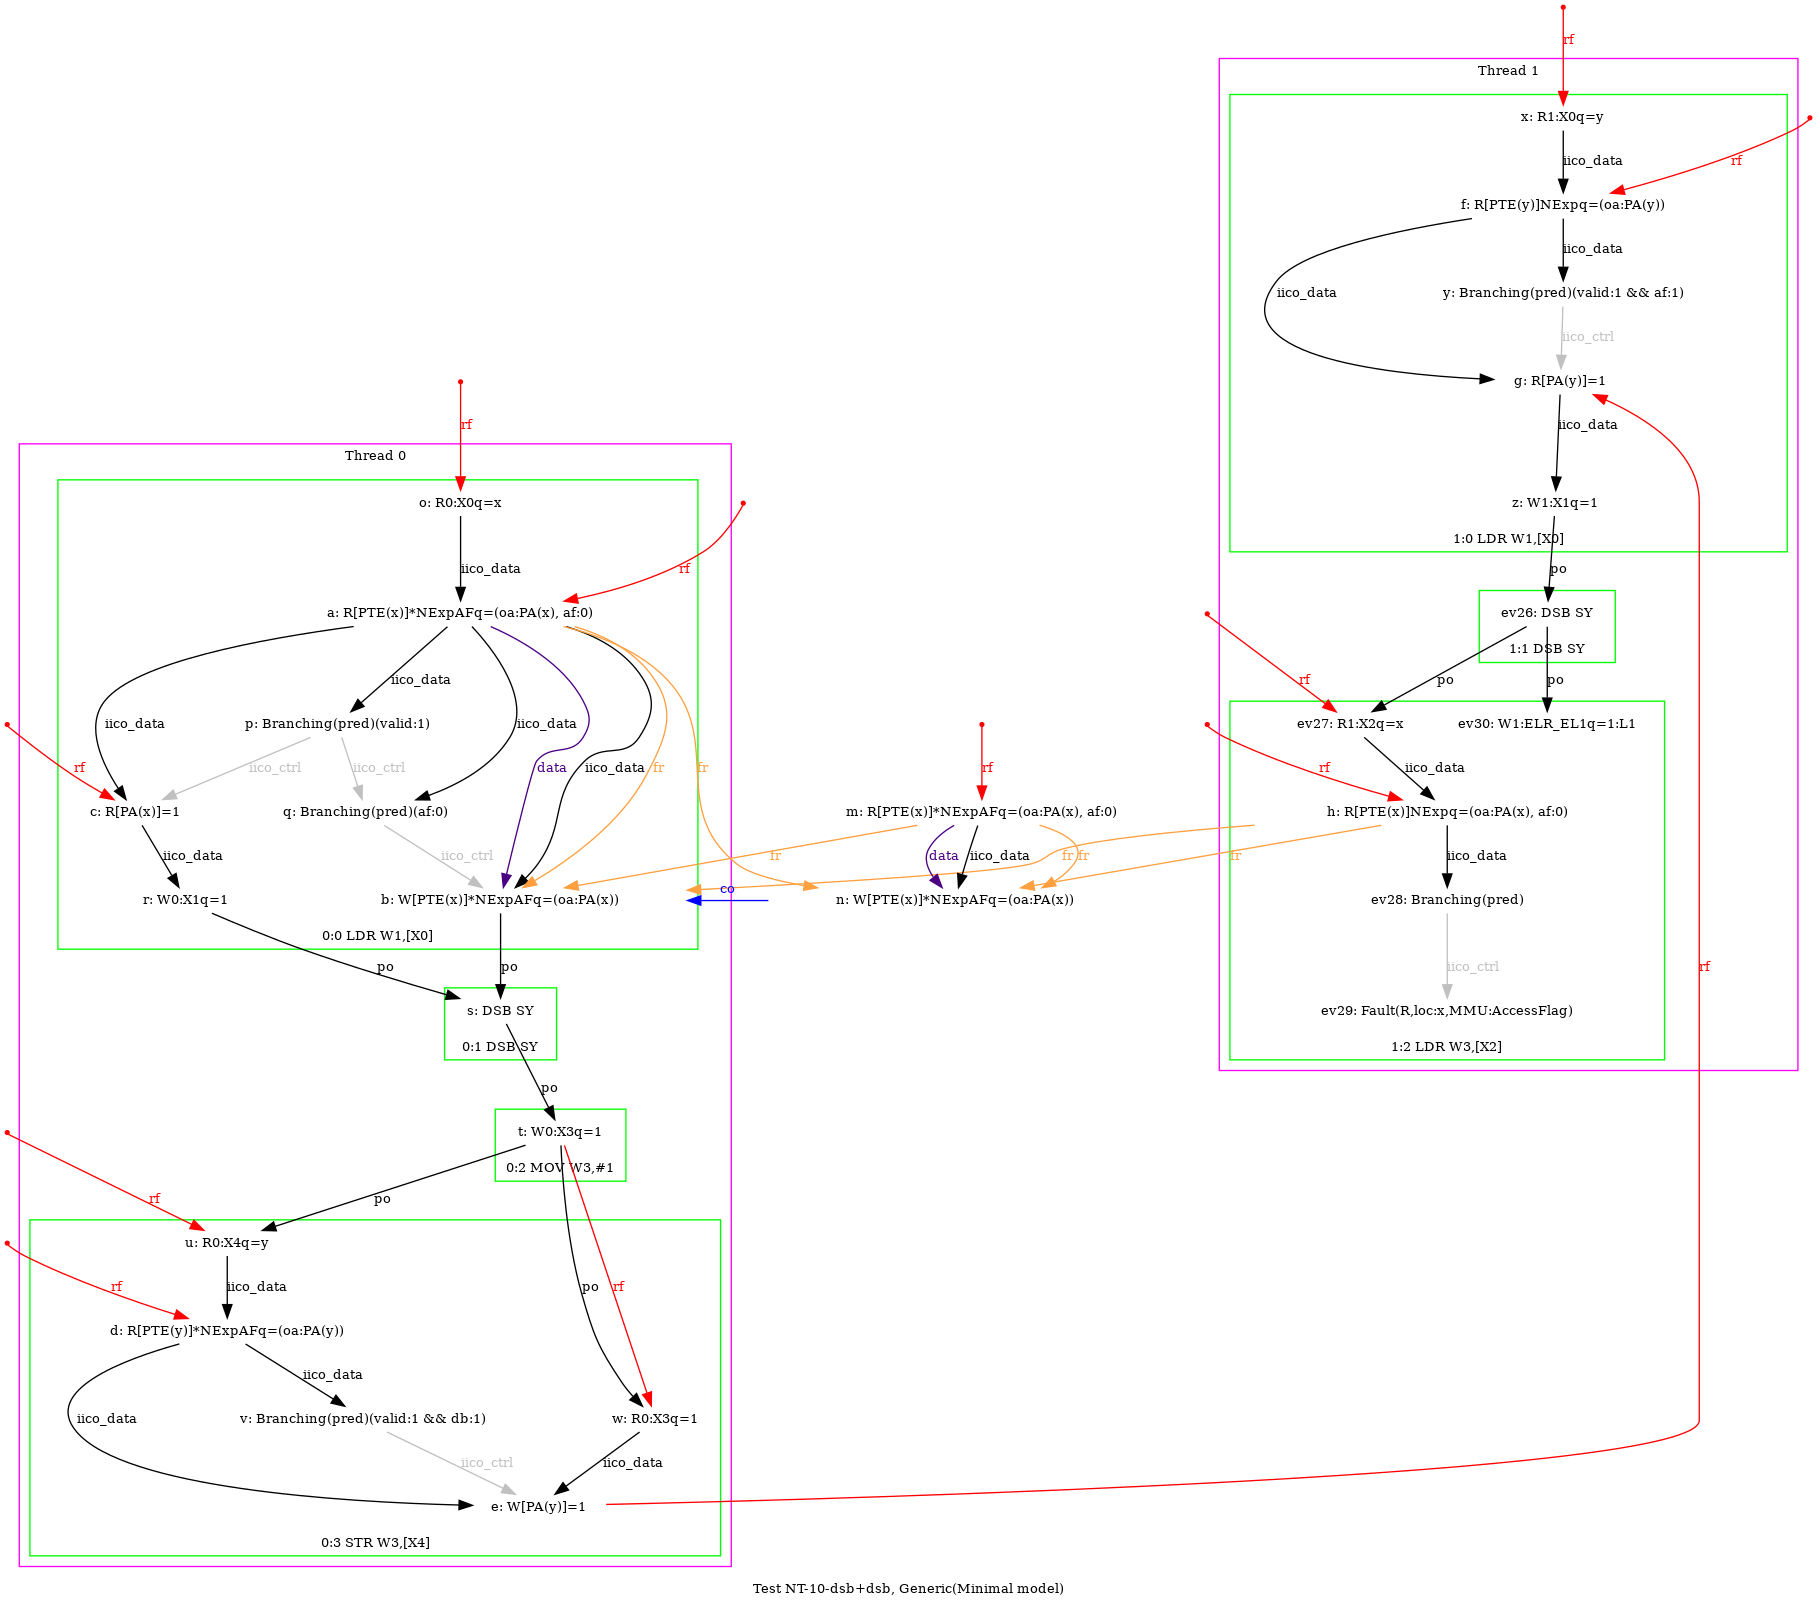 rf
Thread 1
x: R1:X0q=y
iico_data
rf
f: R[PTE(y)]NExpq=(oa:PA(y))
iico_data
iico_data
y: Branching(pred)(valid:1 && af:1)
iico_ctrl
g: R[PA(y)]=1
iico_data
z: W1:X1q=1
1:0 LDR W1,[X0]
po
ev26: DSB SY
1:1 DSB SY
rf
po
po
ev27: R1:X2q=x
ev30: W1:ELR_EL1q=1:L1
rf
iico_data
h: R[PTE(x)]NExpq=(oa:PA(x), af:0)
iico_data
ev28: Branching(pred)
iico_ctrl
ev29: Fault(R,loc:x,MMU:AccessFlag)
1:2 LDR W3,[X2]
rf
rf
Thread 0
o: R0:X0q=x
iico_data
rf
a: R[PTE(x)]*NExpAFq=(oa:PA(x), af:0)
iico_data
iico_data
p: Branching(pred)(valid:1)
iico_data
rf
iico_ctrl
iico_ctrl
data
iico_data
fr
fr
c: R[PA(x)]=1
q: Branching(pred)(af:0)
iico_data
iico_ctrl
r: W0:X1q=1
b: W[PTE(x)]*NExpAFq=(oa:PA(x))
0:0 LDR W1,[X0]
rf
m: R[PTE(x)]*NExpAFq=(oa:PA(x), af:0)
fr
data
iico_data
fr
fr
fr
co
n: W[PTE(x)]*NExpAFq=(oa:PA(x))
po
po
s: DSB SY
0:1 DSB SY
po
t: W0:X3q=1
0:2 MOV W3,#1
rf
po
u: R0:X4q=y
rf
iico_data
po
rf
d: R[PTE(y)]*NExpAFq=(oa:PA(y))
iico_data
iico_data
v: Branching(pred)(valid:1 && db:1)
w: R0:X3q=1
iico_ctrl
iico_data
e: W[PA(y)]=1
0:3 STR W3,[X4]
Test NT-10-dsb+dsb, Generic(Minimal model)